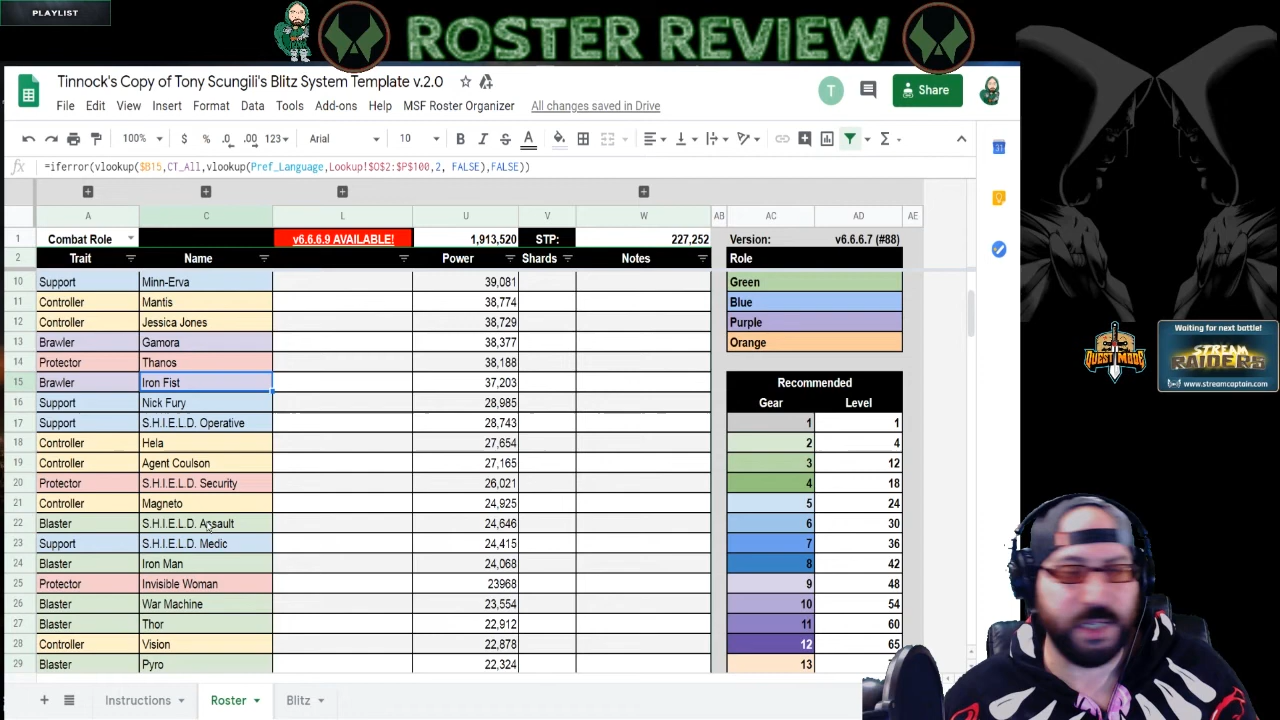 PLAYLIST
ROSTER REVIEW
Tinnock's Copy of Tony Scungili's Blitz System Template v.2.0
T
Share
File Edit View Insert Format Data Tools Add-ons Help MSF Roster Organizer All changes saved in Drive
100% $ % .0 .00 123 Arial 10 B I S A
fx =iferror(vlookup($B15,CT_All,vlookup(Pref_Language,Lookup!$O$2:$P$100,2, FALSE),FALSE))
A C L U V W AB AC AD AE
1 Combat Role v6.6.6.9 AVAILABLE! 1,913,520 STP: 227,252 Version: v6.6.6.7 (#88)
2 Trait Name Power Shards Notes Role
10 Support Minn-Erva 39,081 Green
11 Controller Mantis 38,774 Blue
12 Controller Jessica Jones 38,729 Purple
13 Brawler Gamora 38,377 Orange
14 Protector Thanos 38,188
15 Brawler Iron Fist 37,203 Recommended
16 Support Nick Fury 28,985 Gear Level
17 Support S.H.I.E.L.D. Operative 28,743 1 1
18 Controller Hela 27,654 2 4
19 Controller Agent Coulson 27,165 3 12
20 Protector S.H.I.E.L.D. Security 26,021 4 18
21 Controller Magneto 24,925 5 24
22 Blaster S.H.I.E.L.D. Assault 24,646 6 30
23 Support S.H.I.E.L.D. Medic 24,415 7 36
24 Blaster Iron Man 24,068 8 42
25 Protector Invisible Woman 23968 9 48
26 Blaster War Machine 23,554 10 54
27 Blaster Thor 22,912 11 60
28 Controller Vision 22,878 12 65
29 Blaster Pyro 22,324 13
Instructions Roster Blitz
31
QUEST MODE
Waiting for next battle!
STREAM RAIDERS
www.streamcaptain.com